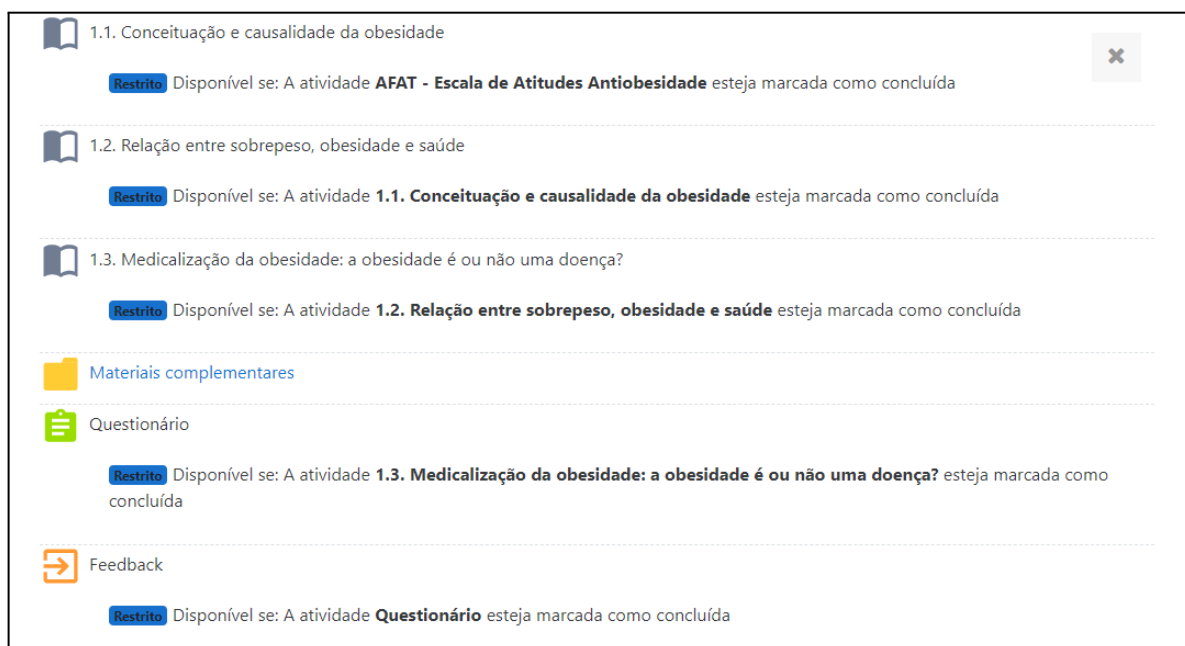 1.1. Conceituação e causalidade da obesidade
Restrito Disponível se: A atividade AFAT - Escala de Atitudes Antiobesidade esteja marcada como concluída
1.2. Relação entre sobrepeso, obesidade e saúde
Restrito Disponível se: A atividade 1.1. Conceituação e causalidade da obesidade esteja marcada como concluída
1.3. Medicalização da obesidade: a obesidade é ou não uma doença?
Restrito Disponível se: A atividade 1.2. Relação entre sobrepeso, obesidade e saúde esteja marcada como concluída
Materiais complementares
Questionário
Restrito Disponível se: A atividade 1.3. Medicalização da obesidade: a obesidade é ou não uma doença? esteja marcada como
concluída
Feedback
Restrito Disponível se: A atividade Questionário esteja marcada como concluída